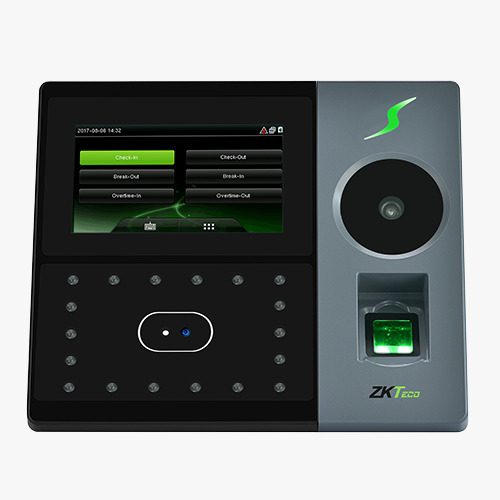 2017-08-08 14:32
Check-In
Check-Out
Break-Out
Break-In
Overtime-In
Overtime-Out
ZKTECO